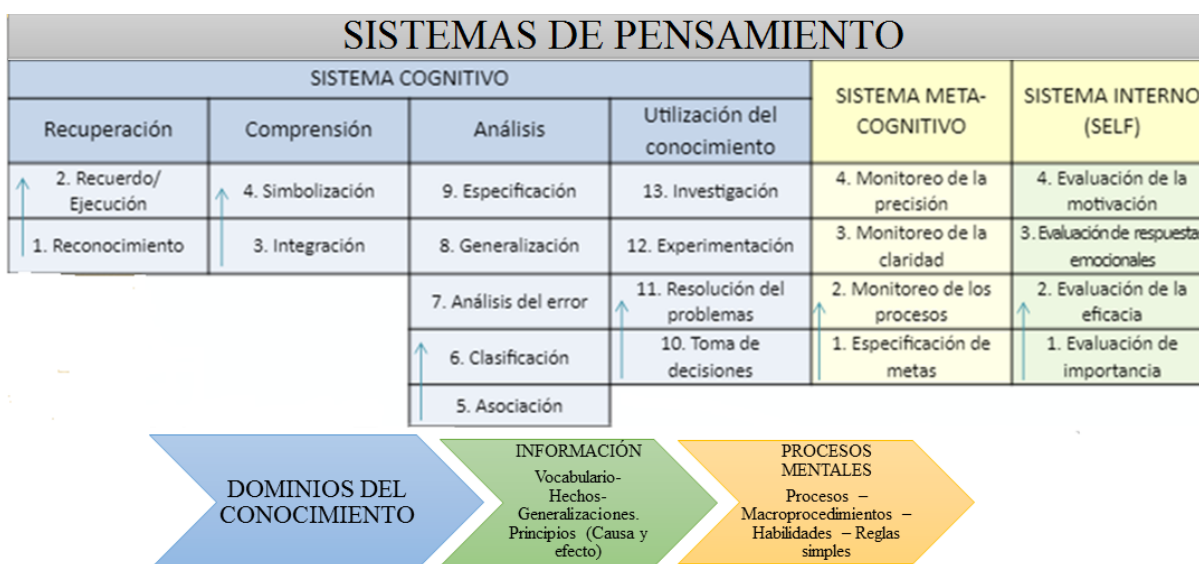 SISTEMAS DE PENSAMIENTO
SISTEMA COGNITIVO
SISTEMA META-
COGNITIVO
SISTEMA INTERNO
(SELF)
Recuperación
Comprensión
Análisis
Utilización del
conocimiento
2. Recuerdo/
Ejecución
4. Simbolización
9. Especificación
13. Investigación
4. Monitoreo de la
precisión
4. Evaluación de la
motivación
1. Reconocimiento
3. Integración
8. Generalización
12. Experimentación
3. Monitoreo de la
claridad
3. Evaluación de respuesta
emocionales
7. Análisis del error
11. Resolución del
problemas
2. Monitoreo de los
procesos
2. Evaluación de la
eficacia
6. Clasificación
10. Toma de
decisiones
1. Especificación de
metas
1. Evaluación de
importancia
5. Asociación
DOMINIOS DEL
CONOCIMIENTO
INFORMACIÓN
Vocabulario-
Hechos-
Generalizaciones.
Principios (Causa y
efecto)
PROCESOS
MENTALES
Procesos –
Macroprocedimientos –
Habilidades – Reglas
simples